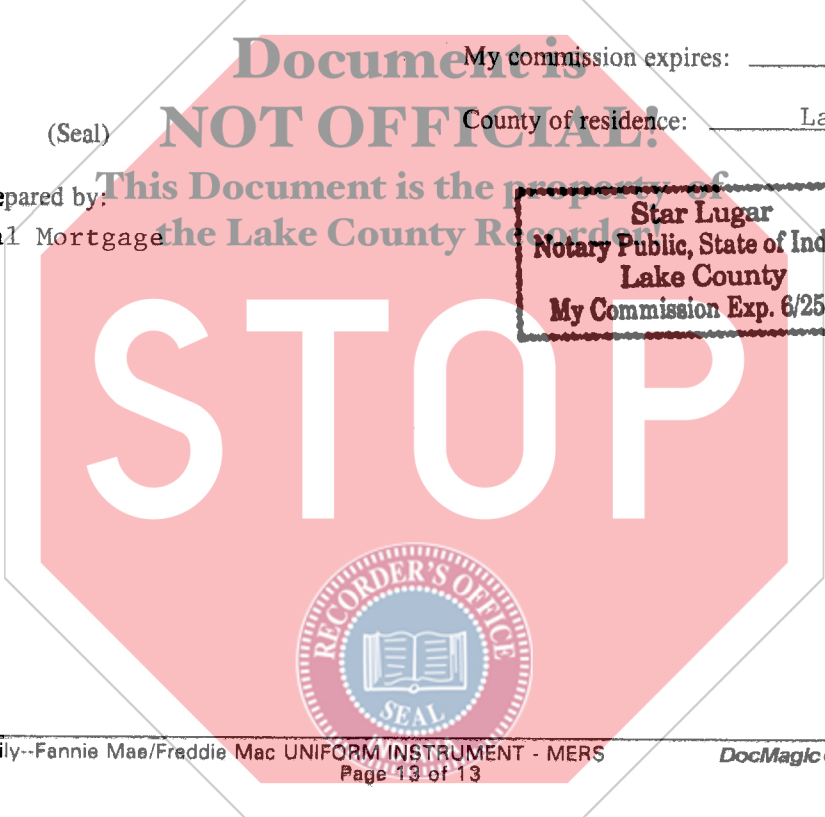 Document is
My commission expires:
NOT OFFICIAL!
County of residence: La
(Seal)
This Document is the property of
epared by:
the Lake County Recorder!
al Mortgage
Star Lugar
Notary Public, State of Ind
Lake County
My Commission Exp. 6/25
STOP
RECORDER'S OFFICE
SEAL
ily--Fannie Mae/Freddie Mac UNIFORM INSTRUMENT - MERS
DocMagic
Page 13 of 13